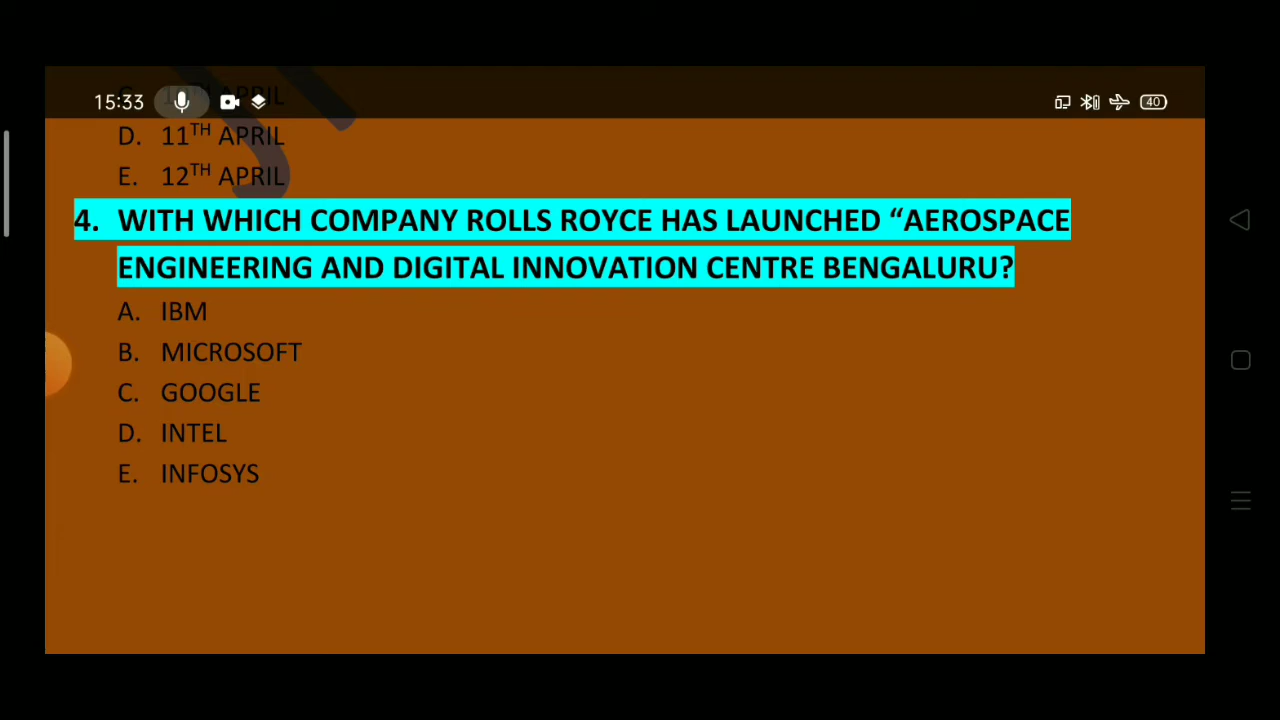 15:33
40
D. 11TH APRIL
E. 12TH APRIL
4. WITH WHICH COMPANY ROLLS ROYCE HAS LAUNCHED “AEROSPACE
ENGINEERING AND DIGITAL INNOVATION CENTRE BENGALURU?
A. IBM
B. MICROSOFT
C. GOOGLE
D. INTEL
E. INFOSYS